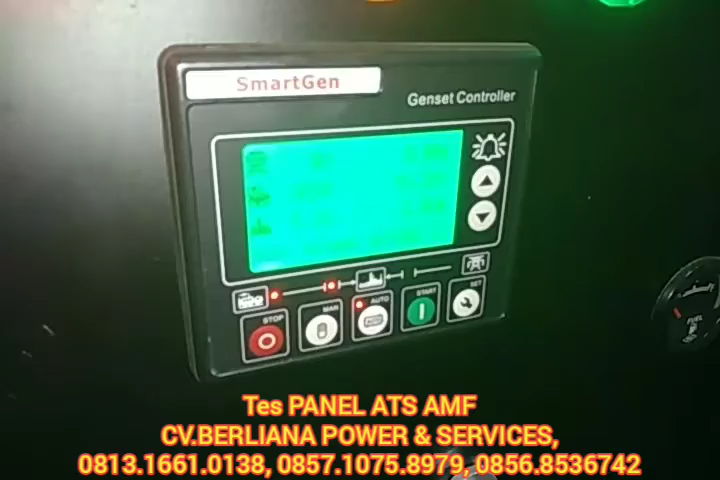 SmartGen
Genset Controller
STOP
MAN
AUTO
START
SET
FUEL
Tes PANEL ATS AMF
CV.BERLIANA POWER & SERVICES,
0813.1661.0138, 0857.1075.8979, 0856.8536742